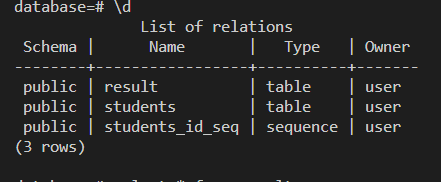 database=# \d
List of relations
Schema | Name | Type | Owner
--------+-----------------+----------+-------
public | result | table | user
public | students | table | user
public | students_id_seq | sequence | user
(3 rows)